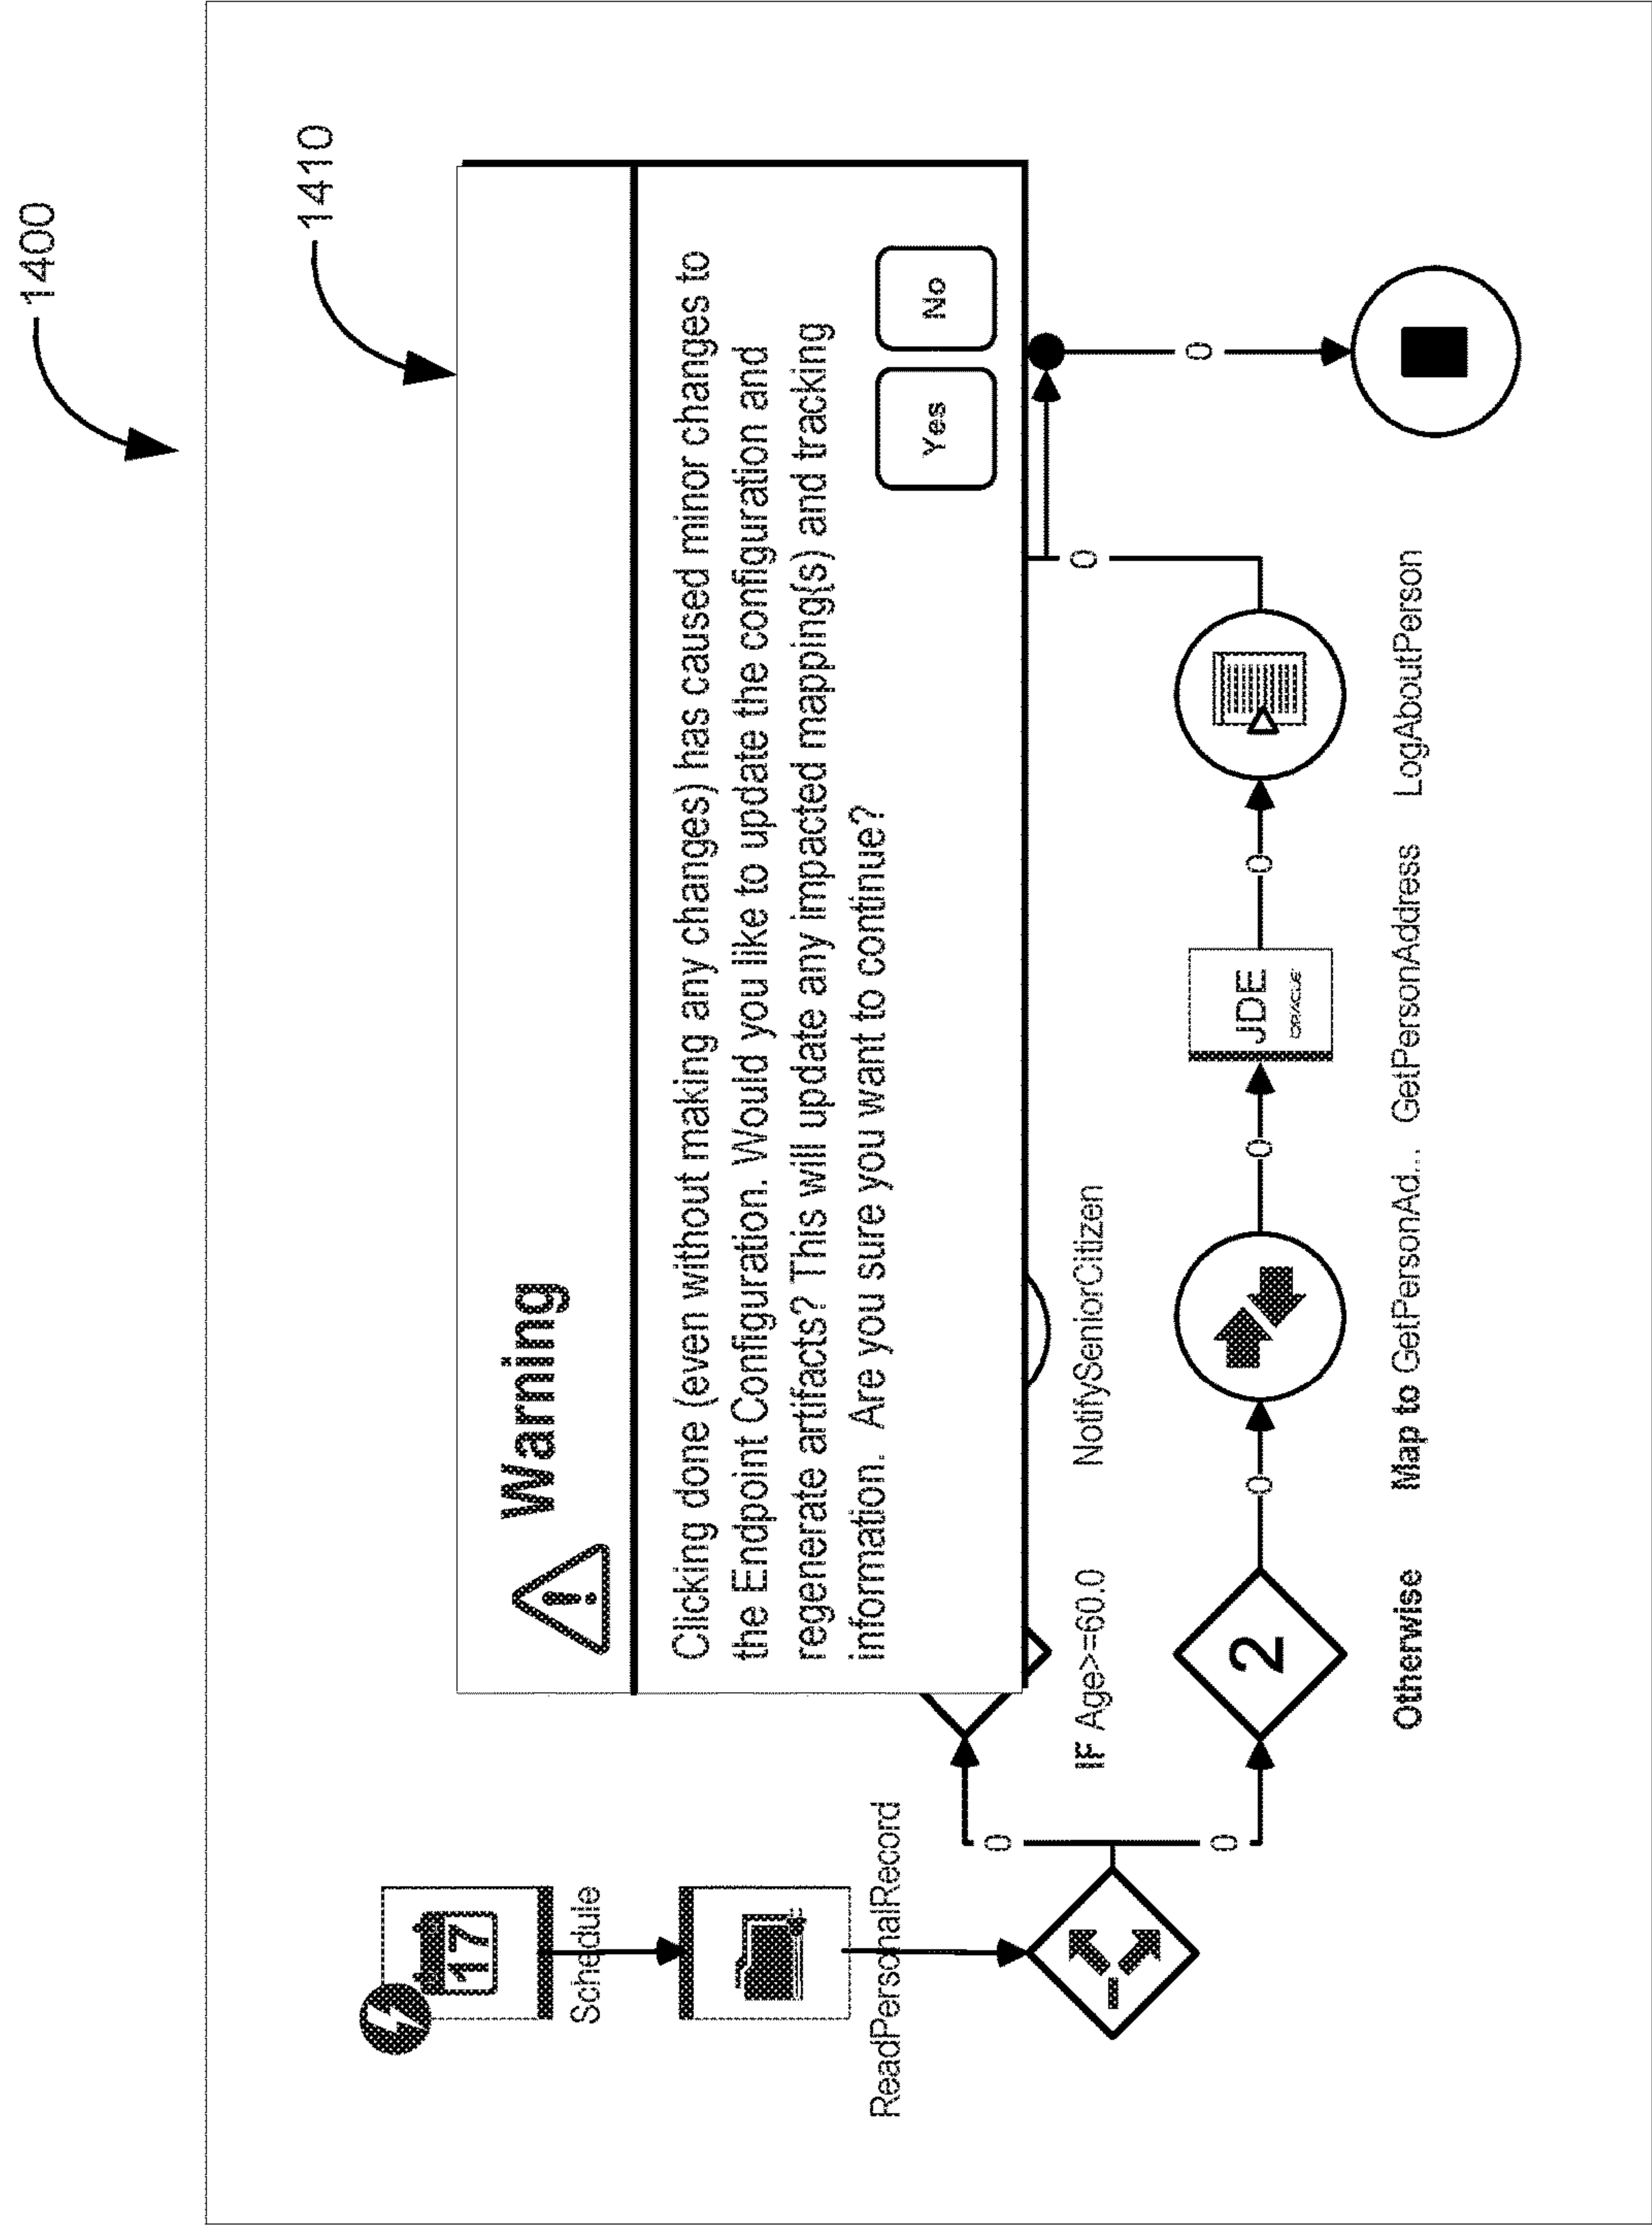 1400
1410
Warning
Clicking done (even without making any changes) has caused minor changes to
the Endpoint Configuration. Would you like to update the configuration and
regenerate artifacts? This will update any impacted mapping(s) and tracking
information. Are you sure you want to continue?
Yes
No
17
Schedule
ReadPersonalRecord
0
0
IF Age>=60.0
NotifySeniorCitizen
0
0
2
0
0
0
JDE
ORACLE
Otherwise
Map to GetPersonAd...
GetPersonAddress
LogAboutPerson